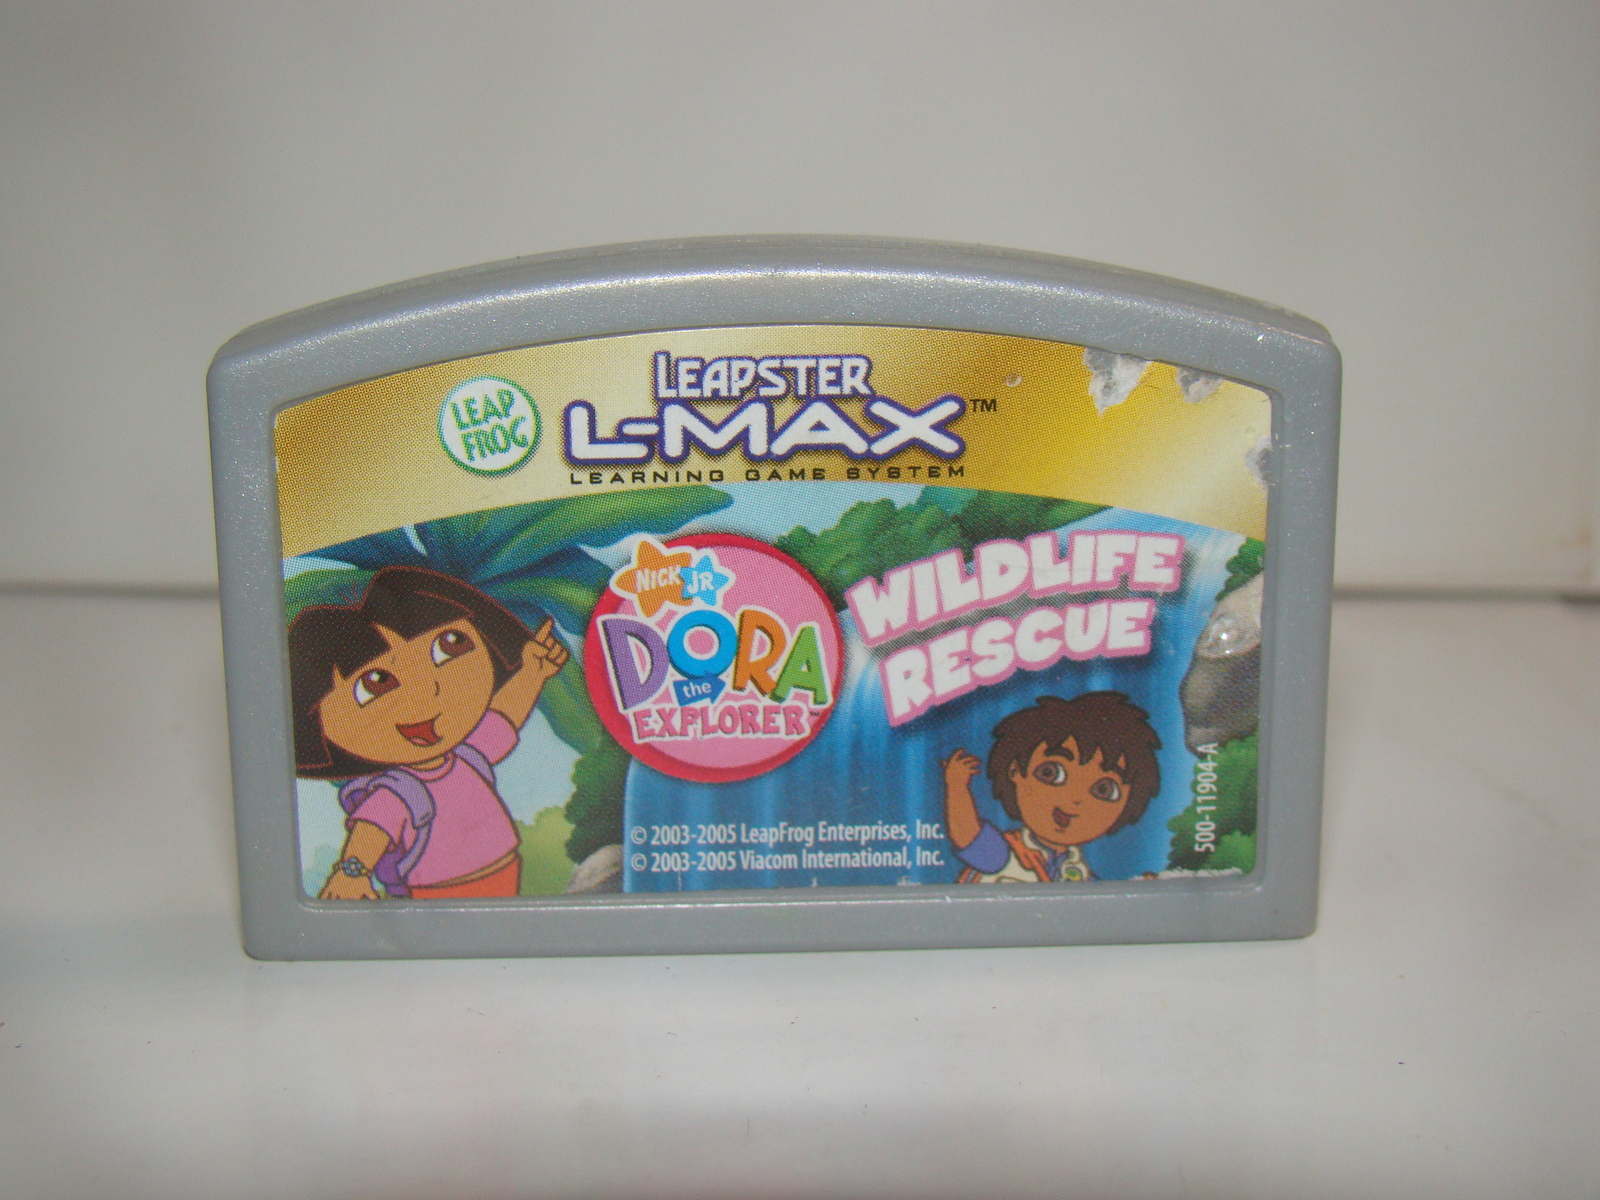 LEAP
FROG
LEAPSTER
L-MAX™
LEARNING GAME SYSTEM
NICK JR
DORA
the
EXPLORER™
WILDLIFE
RESCUE
© 2003-2005 LeapFrog Enterprises, Inc.
© 2003-2005 Viacom International, Inc.
500-11904-A